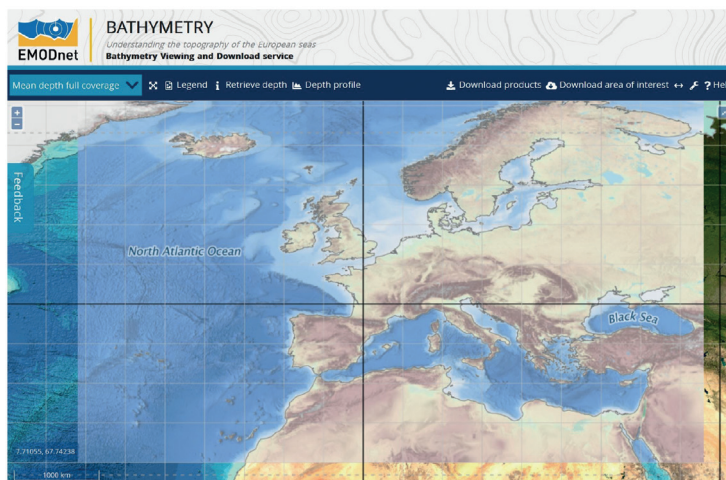 BATHYMETRY
Understanding the topography of the European seas
EMODnet
Bathymetry Viewing and Download service
Mean depth full coverage Legend i Retrieve depth Depth profile Download products Download area of interest ? Hel
+
−
Feedback
North Atlantic Ocean
Black Sea
7.71055, 67.74238
1000 km